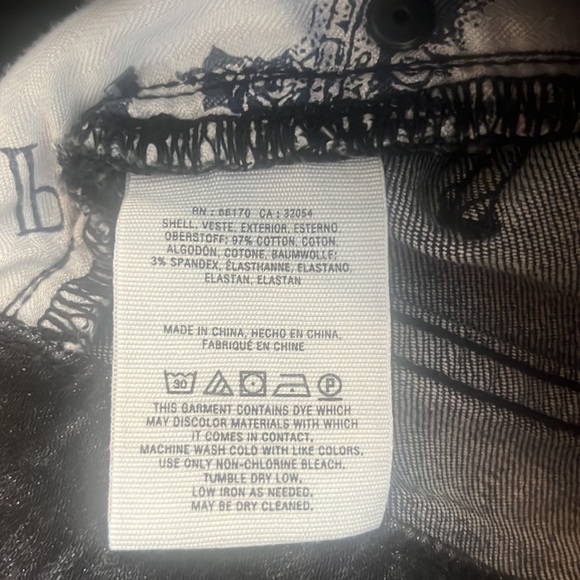 RN : 66170 CA : 32054
SHELL, VESTE, EXTERIOR, ESTERNO,
OBERSTOFF: 97% COTTON, COTON,
ALGODÓN, COTONE, BAUMWOLLE;
3% SPANDEX, ÉLASTHANNE, ELASTANO,
ELASTAN, ELASTAN
MADE IN CHINA, HECHO EN CHINA,
FABRIQUÉ EN CHINE
30 P
THIS GARMENT CONTAINS DYE WHICH
MAY DISCOLOR MATERIALS WITH WHICH
IT COMES IN CONTACT.
MACHINE WASH COLD WITH LIKE COLORS.
USE ONLY NON-CHLORINE BLEACH.
TUMBLE DRY LOW.
LOW IRON AS NEEDED.
MAY BE DRY CLEANED.